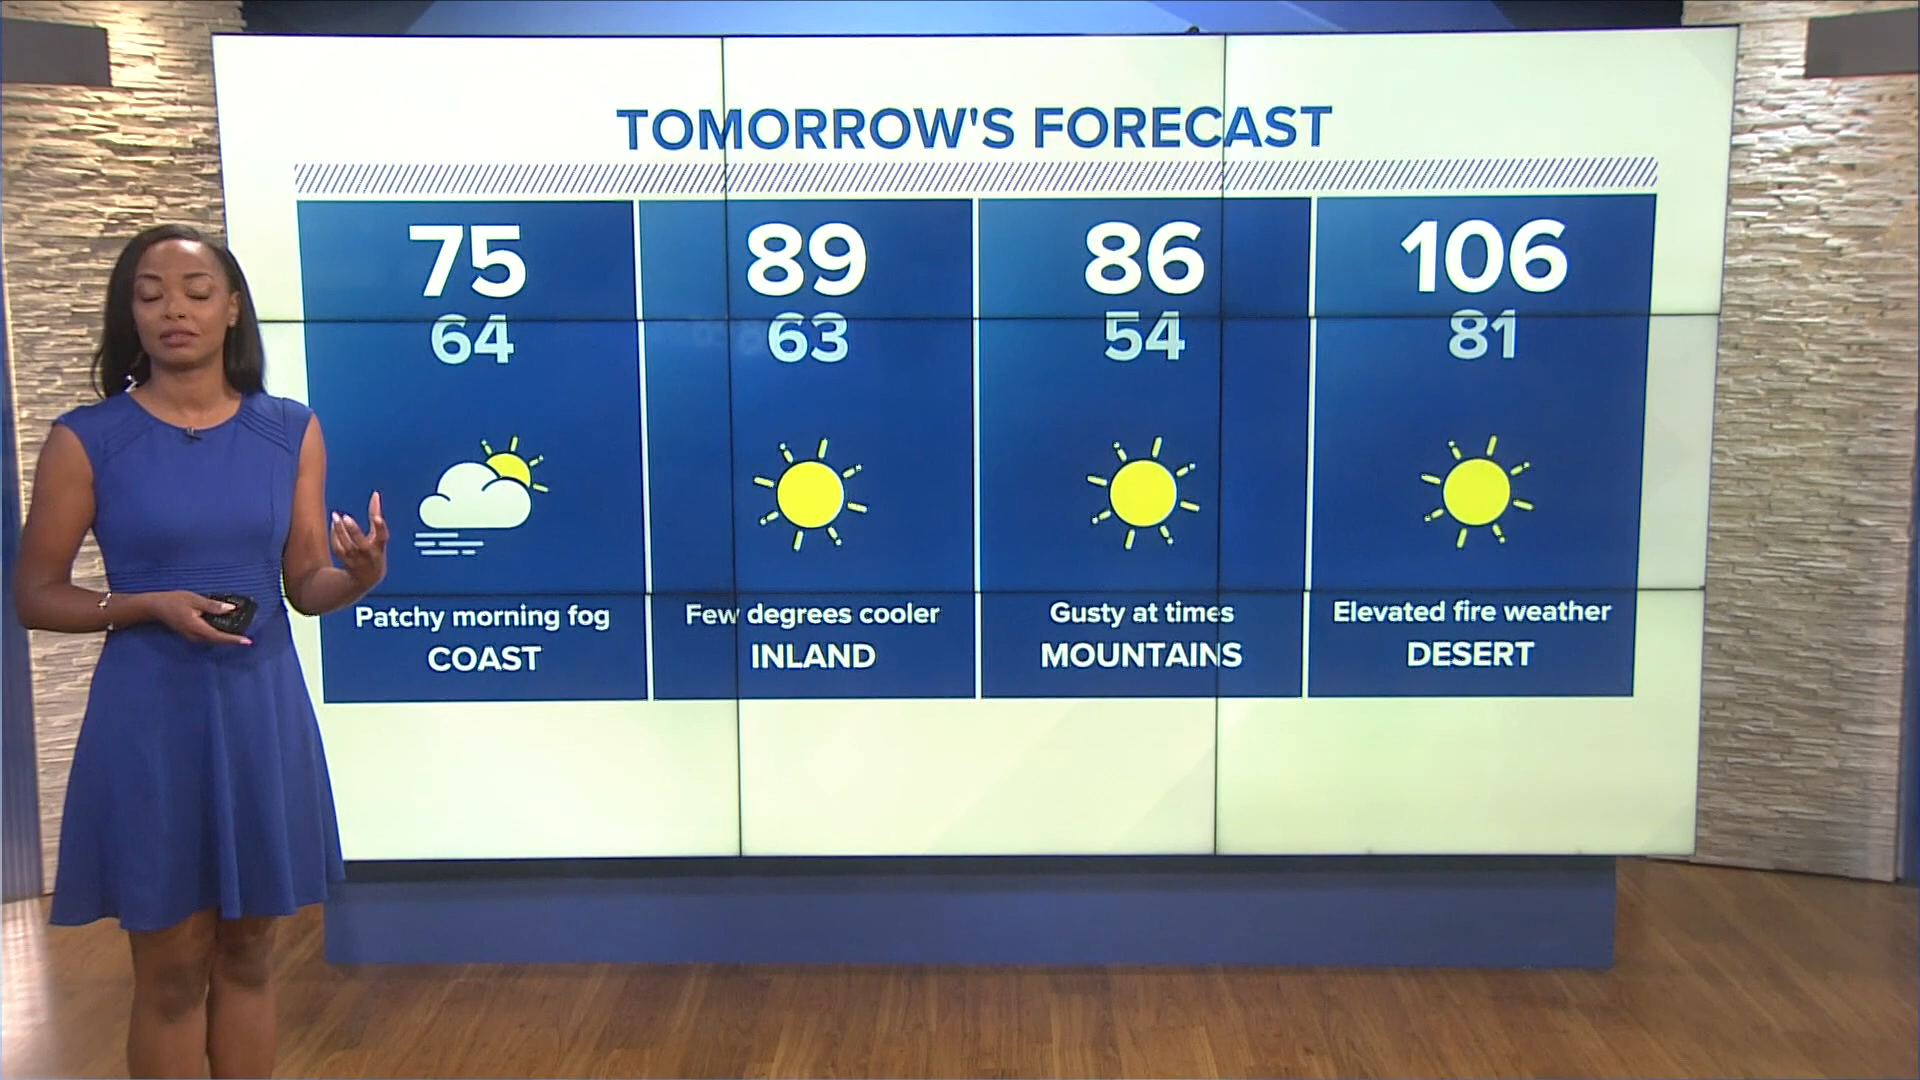 TOMORROW'S FORECAST
75
64
Patchy morning fog
COAST
89
63
Few degrees cooler
INLAND
86
54
Gusty at times
MOUNTAINS
106
81
Elevated fire weather
DESERT